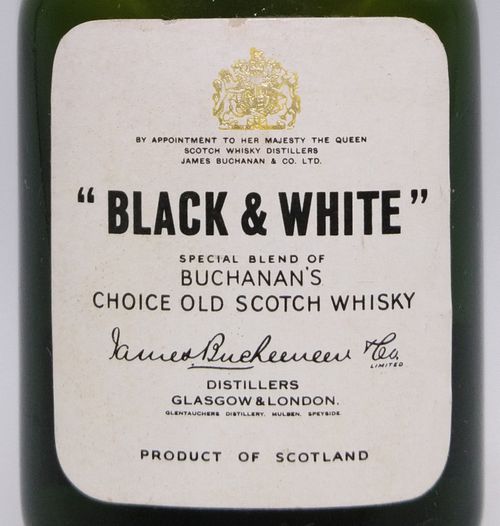 BY APPOINTMENT TO HER MAJESTY THE QUEEN
SCOTCH WHISKY DISTILLERS
JAMES BUCHANAN & CO. LTD.
"BLACK & WHITE"
SPECIAL BLEND OF
BUCHANAN'S
CHOICE OLD SCOTCH WHISKY
James Buchanan & Co.
LIMITED
DISTILLERS
GLASGOW & LONDON.
GLENTAUCHERS DISTILLERY, MULBEN, SPEYSIDE
PRODUCT OF SCOTLAND